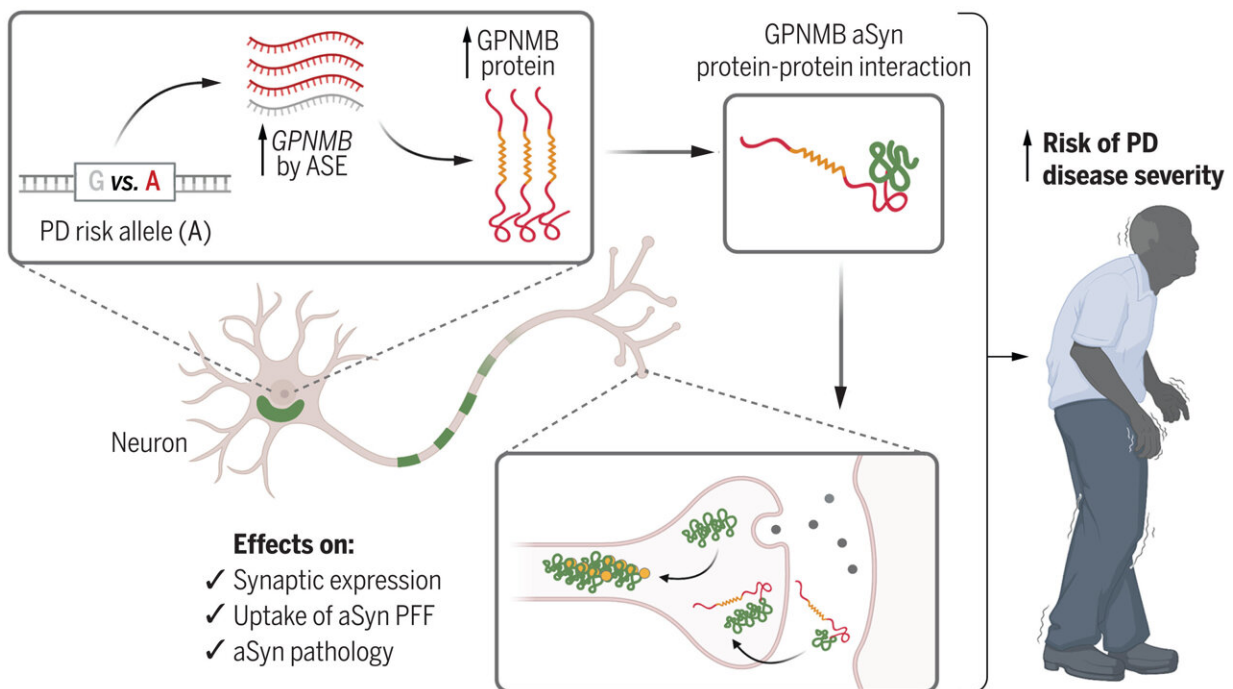 GPNMB
protein
GPNMB
by ASE
G vs. A
PD risk allele (A)
GPNMB aSyn
protein-protein interaction
Risk of PD
disease severity
Neuron
Effects on:
✓ Synaptic expression
✓ Uptake of aSyn PFF
✓ aSyn pathology